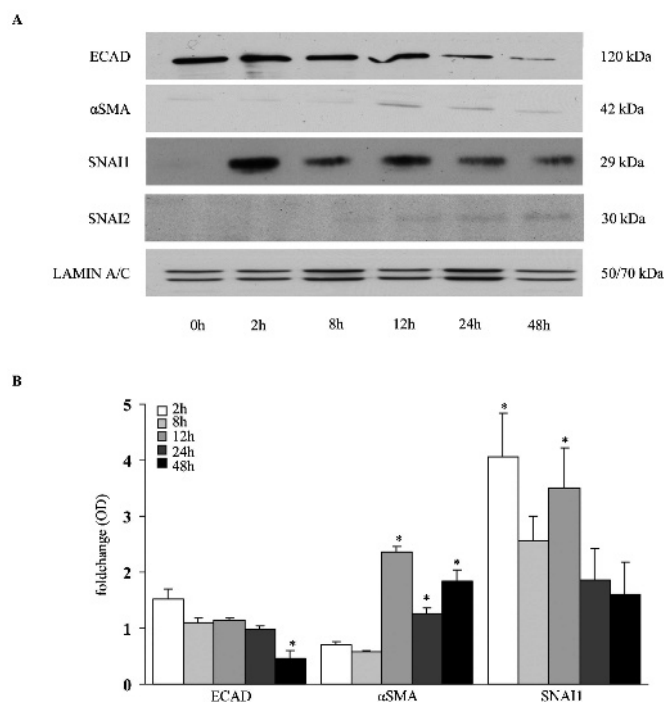 A
ECAD 120 kDa
αSMA 42 kDa
SNAI1 29 kDa
SNAI2 30 kDa
LAMIN A/C 50/70 kDa
0h 2h 8h 12h 24h 48h
B
foldchange (OD)
5
4
3
2
1
0
2h
8h
12h
24h
48h
*
*
*
*
*
*
ECAD αSMA SNAI1